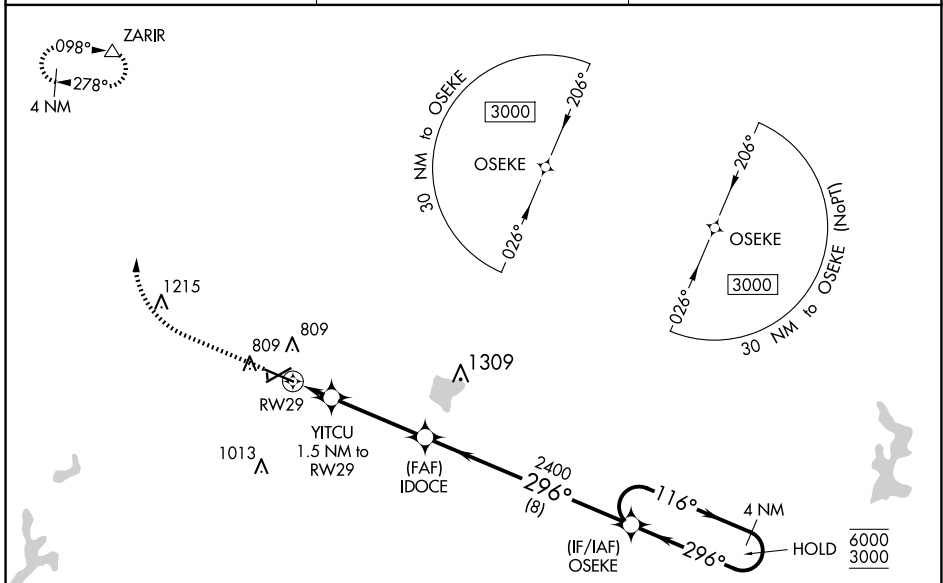 098°
ZARIR
278°
4 NM
30 NM to OSEKE
3000
206°
OSEKE
026°
206°
OSEKE
026°
3000
30 NM to OSEKE (NoPT)
1215
809
809
1309
RW29
YITCU
1.5 NM to
RW29
1013
(FAF)
IDOCE
2400
296°
(8)
116°
4 NM
(IF/IAF)
OSEKE
296°
HOLD
6000
3000